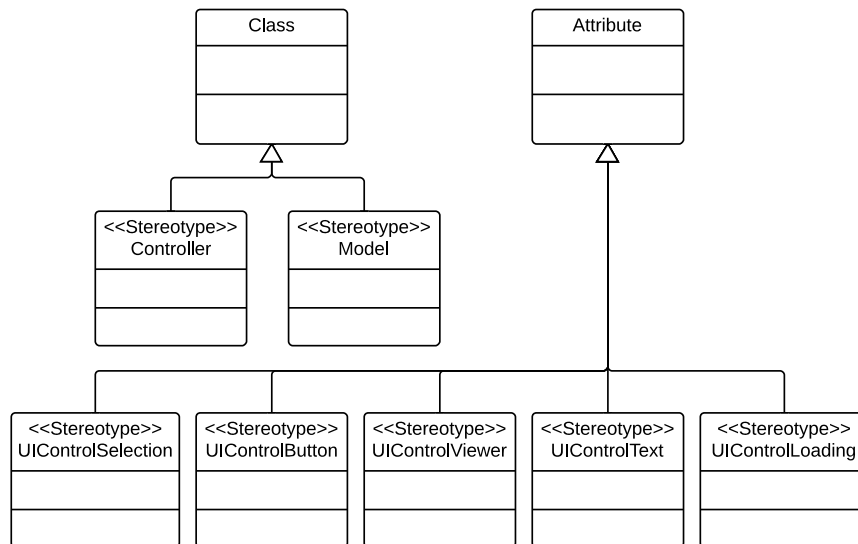 Class
Attribute
<<Stereotype>>
Controller
<<Stereotype>>
Model
<<Stereotype>>
UIControlSelection
<<Stereotype>>
UIControlButton
<<Stereotype>>
UIControlViewer
<<Stereotype>>
UIControlText
<<Stereotype>>
UIControlLoading